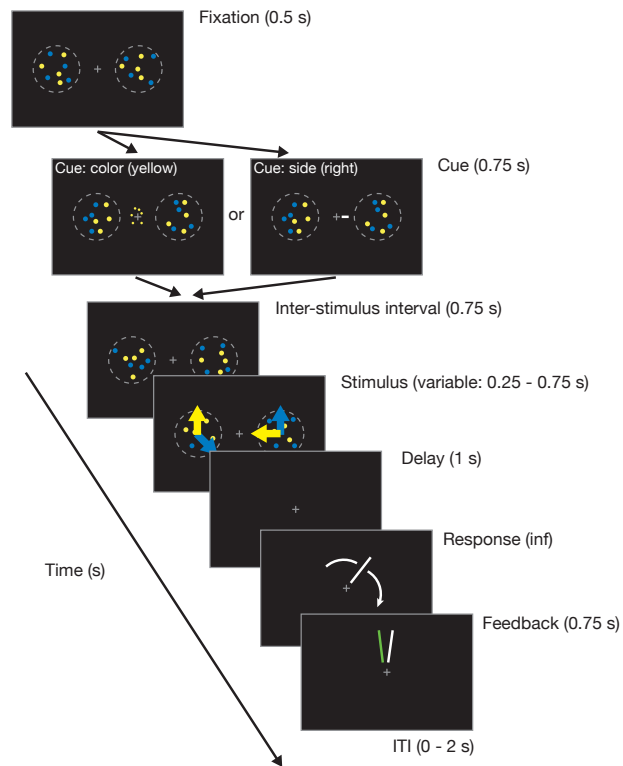 Fixation (0.5 s)
Cue: color (yellow)
or
Cue: side (right)
Cue (0.75 s)
Inter-stimulus interval (0.75 s)
Stimulus (variable: 0.25 - 0.75 s)
Delay (1 s)
Response (inf)
Time (s)
Feedback (0.75 s)
ITI (0 - 2 s)